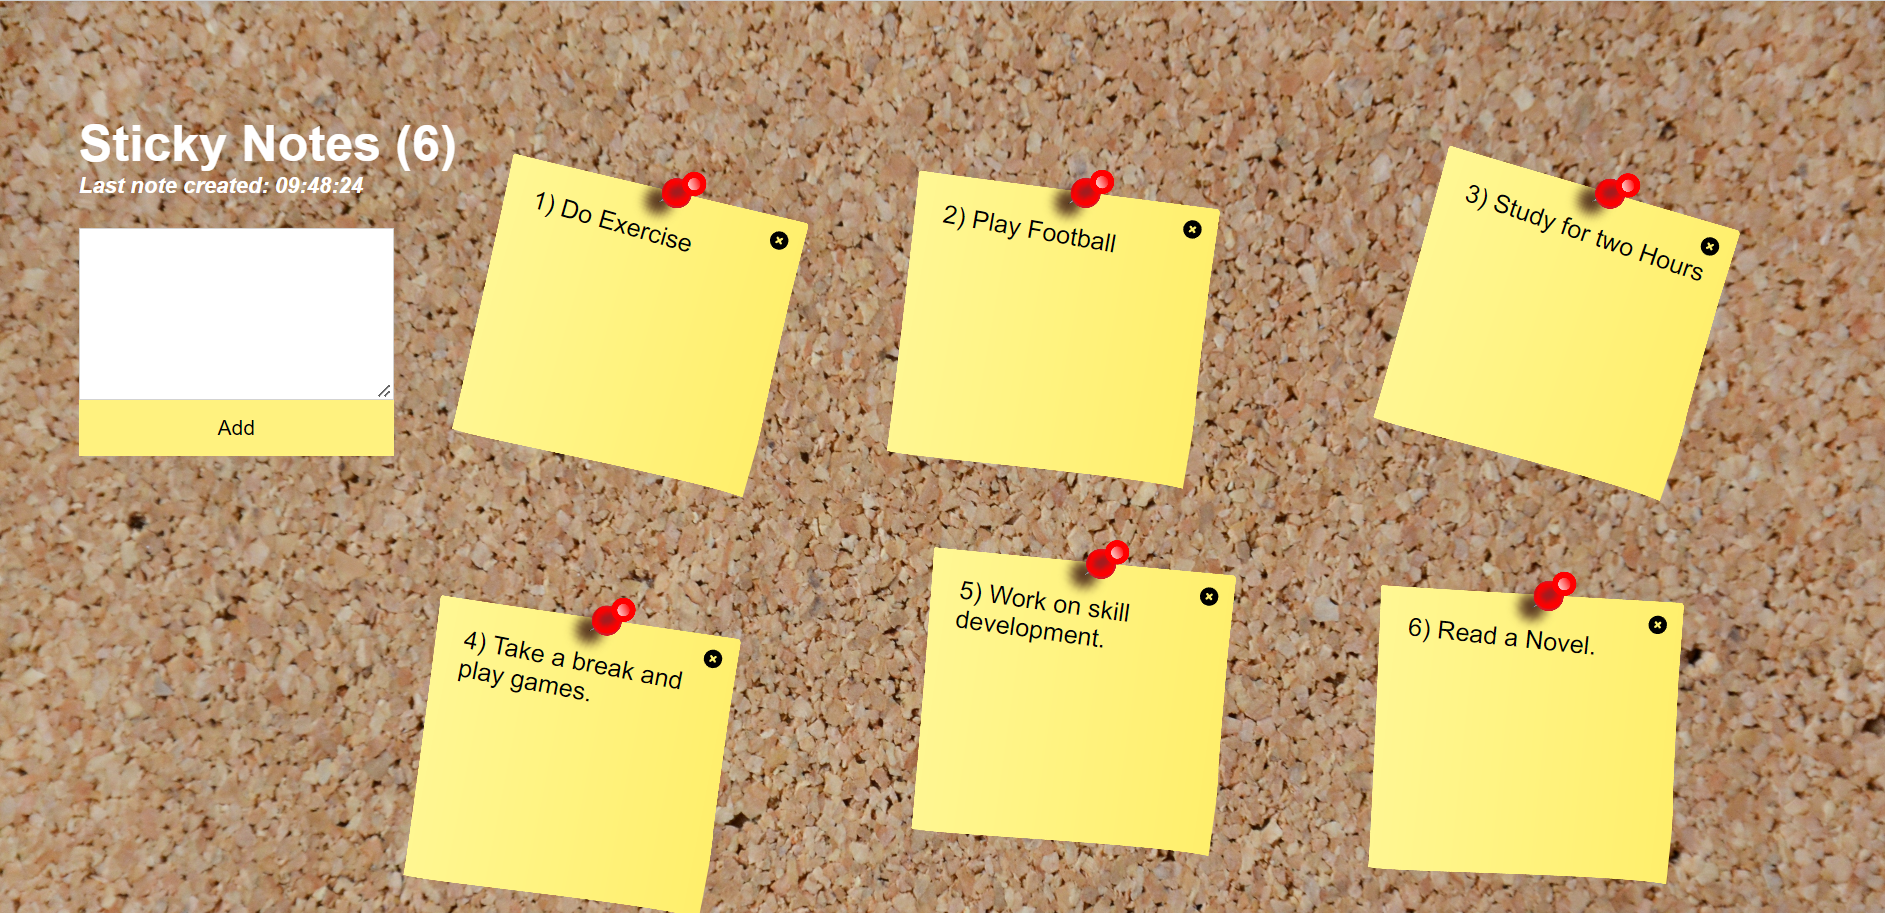 Sticky Notes (6)
Last note created: 09:48:24
Add
1) Do Exercise
2) Play Football
3) Study for two Hours
4) Take a break and
play games.
5) Work on skill
development.
6) Read a Novel.